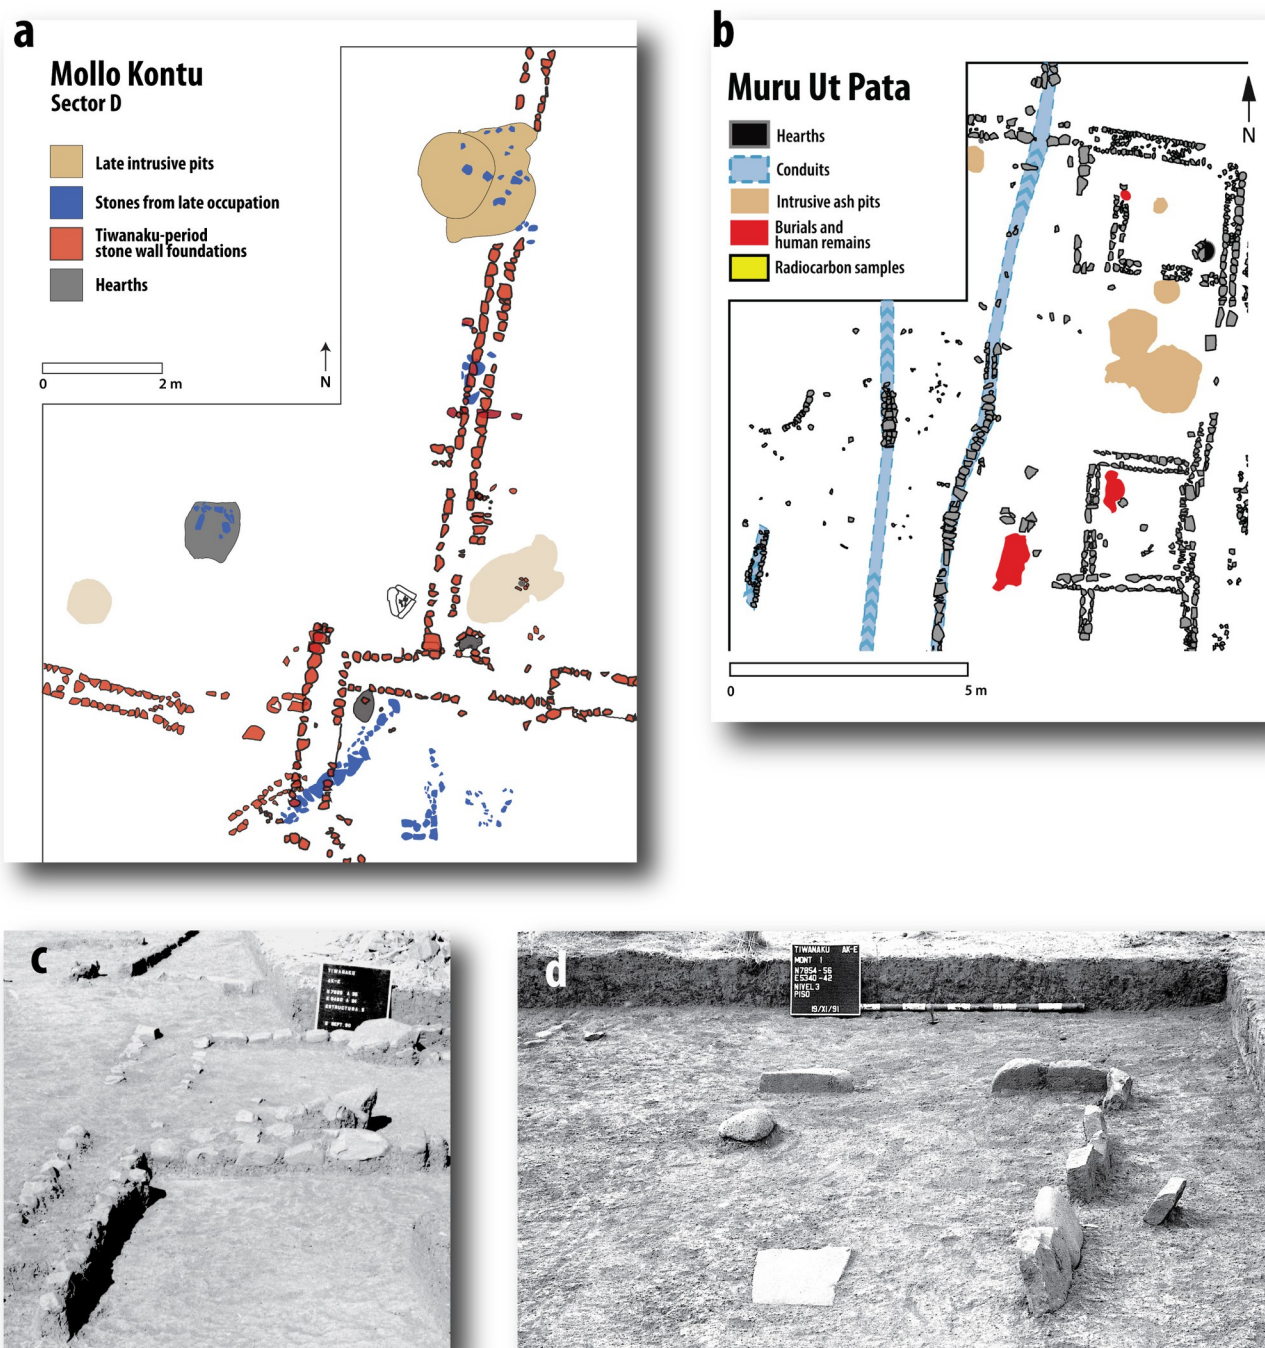 a
Mollo Kontu
Sector D
Late intrusive pits
Stones from late occupation
Tiwanaku-period
stone wall foundations
Hearths
0 2 m
N
b
Muru Ut Pata
Hearths
Conduits
Intrusive ash pits
Burials and
human remains
Radiocarbon samples
N
0 5 m
c
TIWANAKU
AK-E
d
TIWANAKU AK-E
MONT 1
N7854-56
E5340-42
NIVEL 3
PISO
19/XI/91